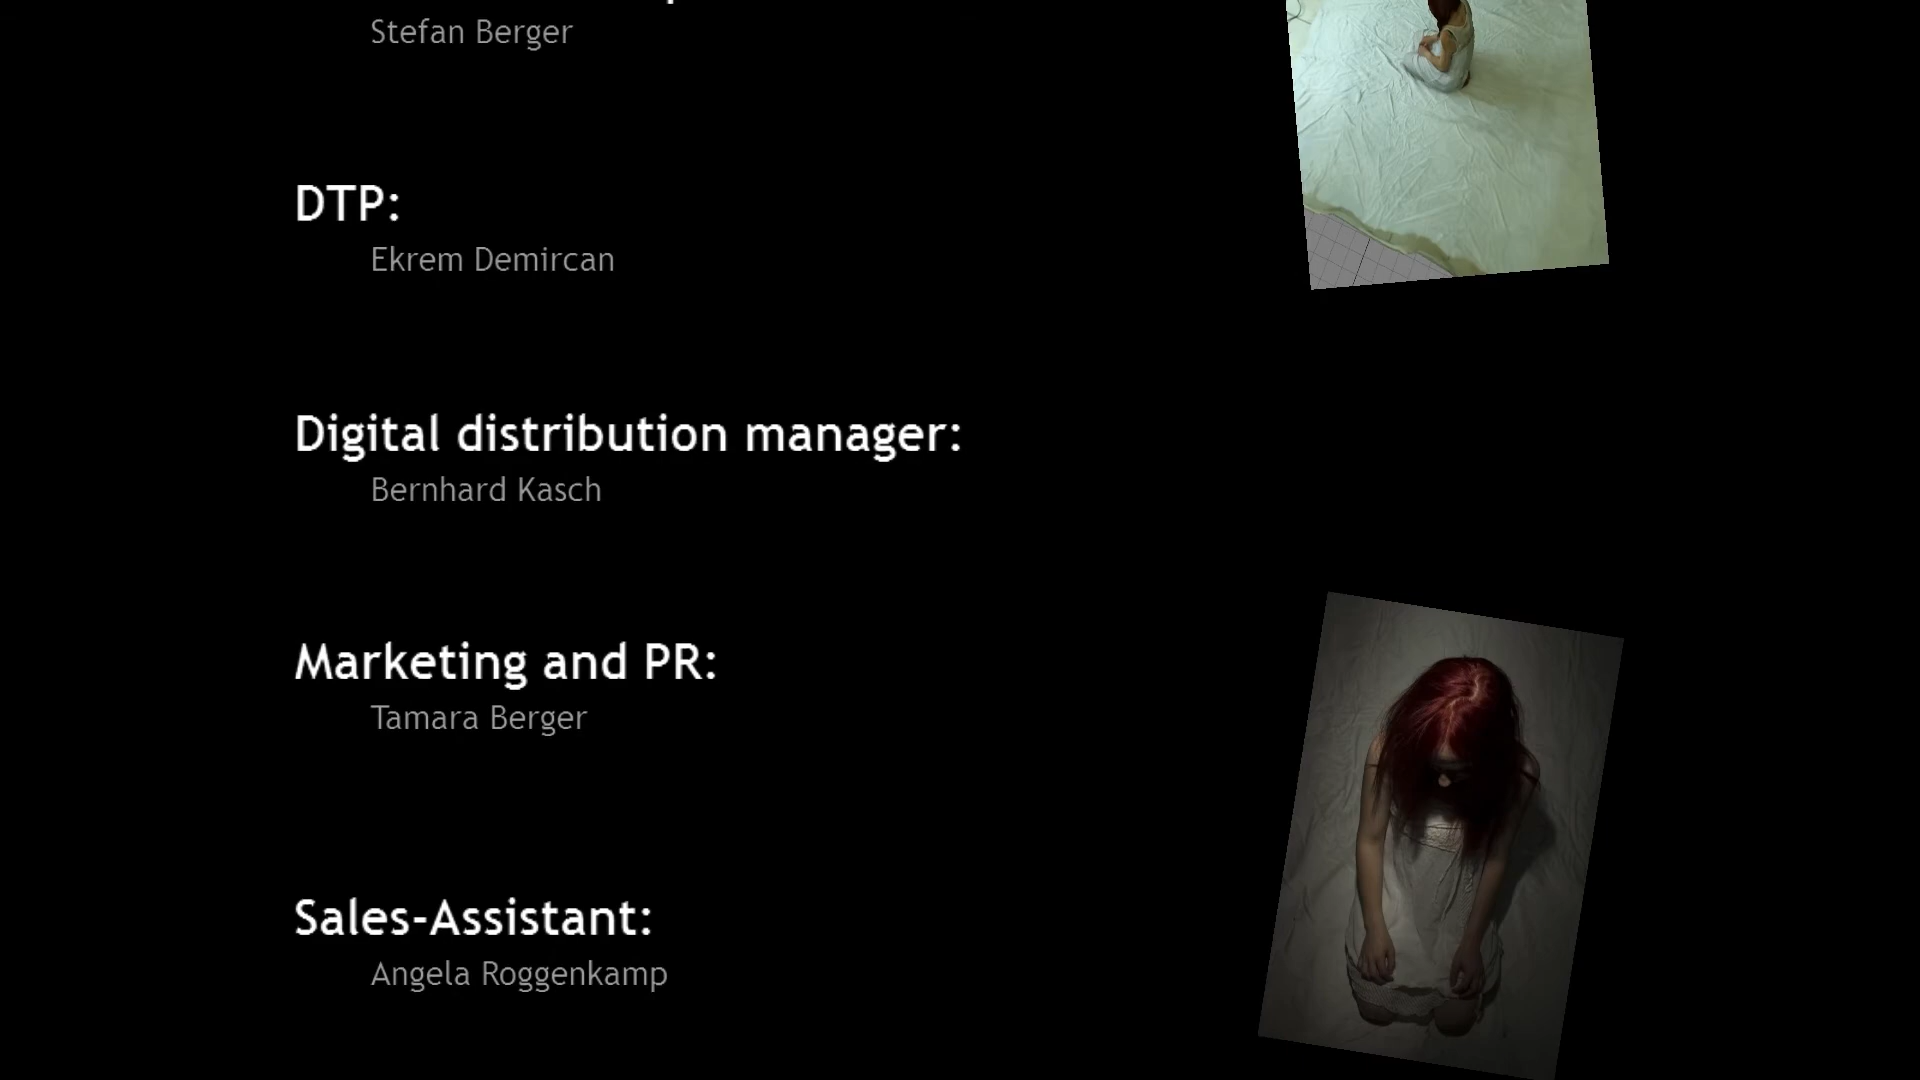 Stefan Berger
DTP:
Ekrem Demircan
Digital distribution manager:
Bernhard Kasch
Marketing and PR:
Tamara Berger
Sales-Assistant:
Angela Roggenkamp